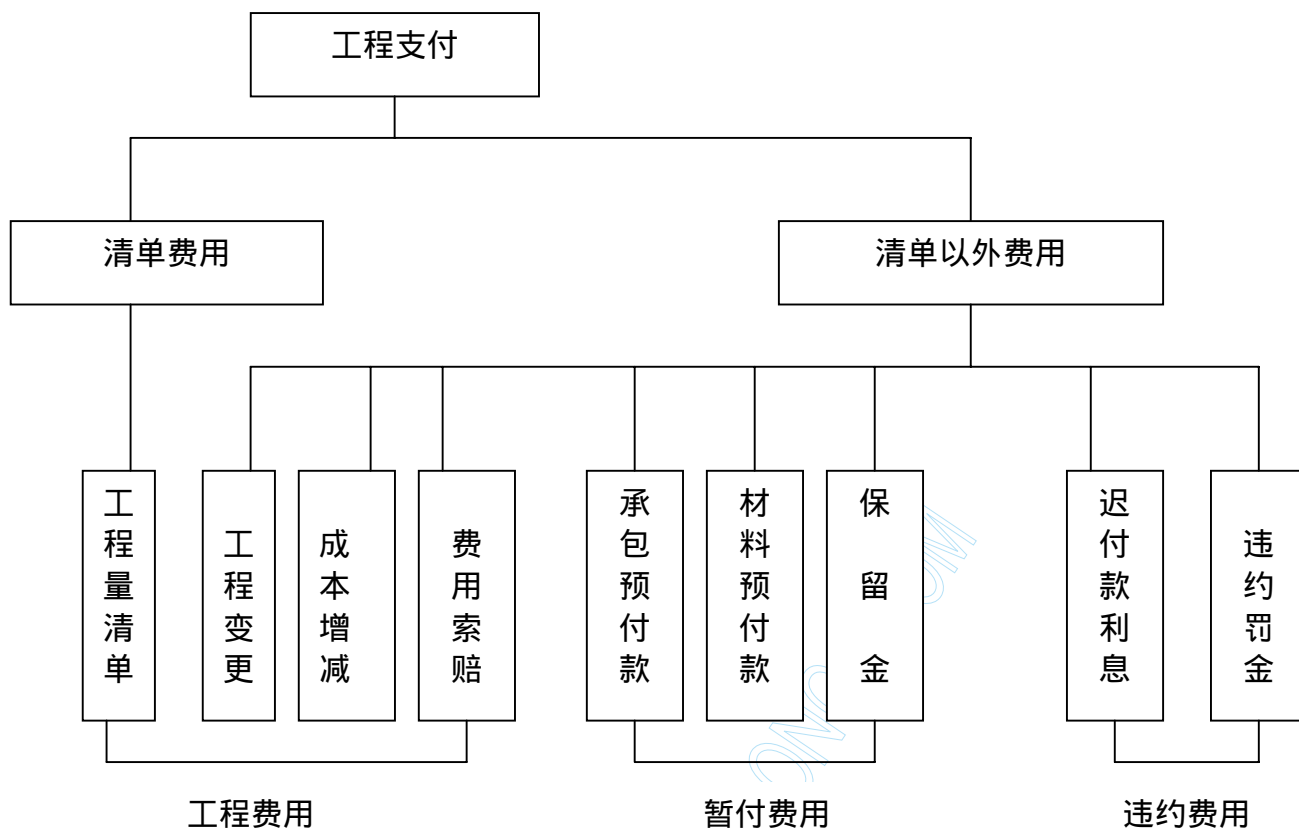 工程支付
清单费用
清单以外费用
工程量清单
工程变更
成本增减
费用索赔
承包预付款
材料预付款
保留金
迟付款利息
违约罚金
工程费用
暂付费用
违约费用